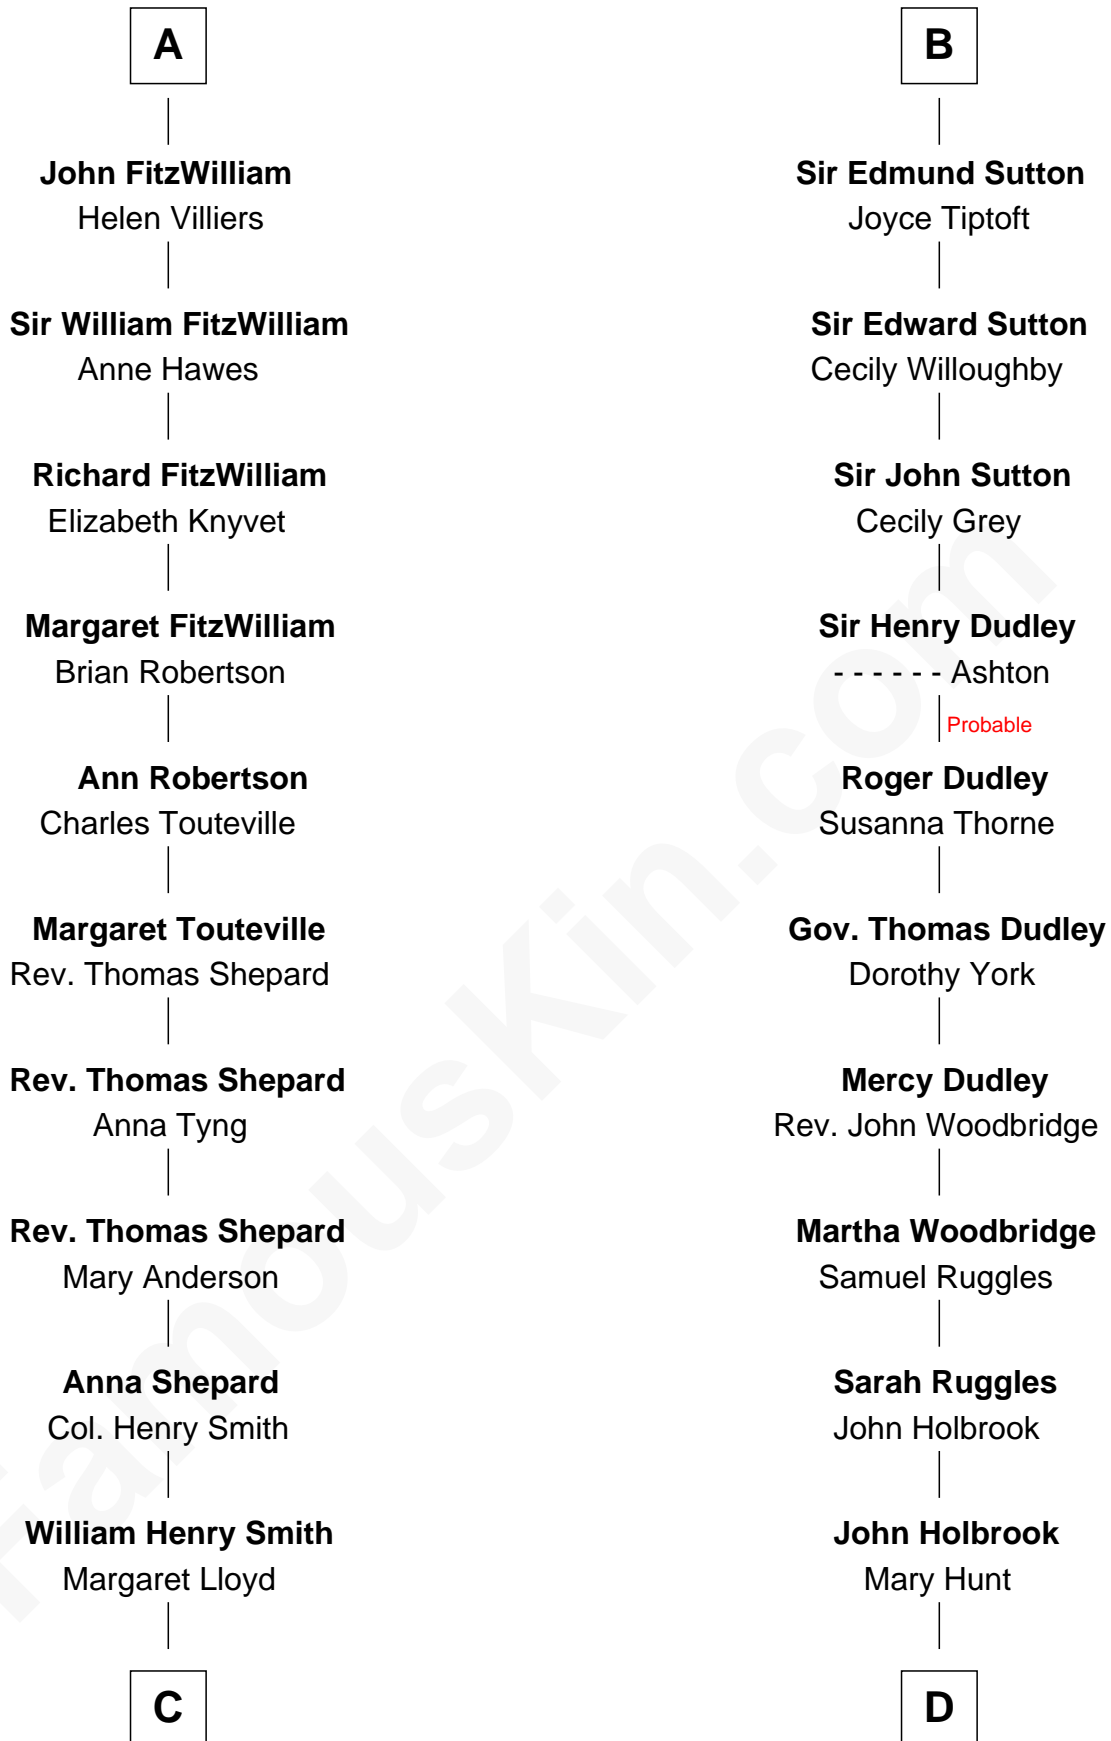 A
John FitzWilliam
Helen Villiers
Sir William FitzWilliam
Anne Hawes
Richard FitzWilliam
Elizabeth Knyvet
Margaret FitzWilliam
Brian Robertson
Ann Robertson
Charles Touteville
Margaret Touteville
Rev. Thomas Shepard
Rev. Thomas Shepard
Anna Tyng
Rev. Thomas Shepard
Mary Anderson
Anna Shepard
Col. Henry Smith
William Henry Smith
Margaret Lloyd
C
B
Sir Edmund Sutton
Joyce Tiptoft
Sir Edward Sutton
Cecily Willoughby
Sir John Sutton
Cecily Grey
Sir Henry Dudley
- - - - - - Ashton
Probable
Roger Dudley
Susanna Thorne
Gov. Thomas Dudley
Dorothy York
Mercy Dudley
Rev. John Woodbridge
Martha Woodbridge
Samuel Ruggles
Sarah Ruggles
John Holbrook
John Holbrook
Mary Hunt
D
FamousKin.com